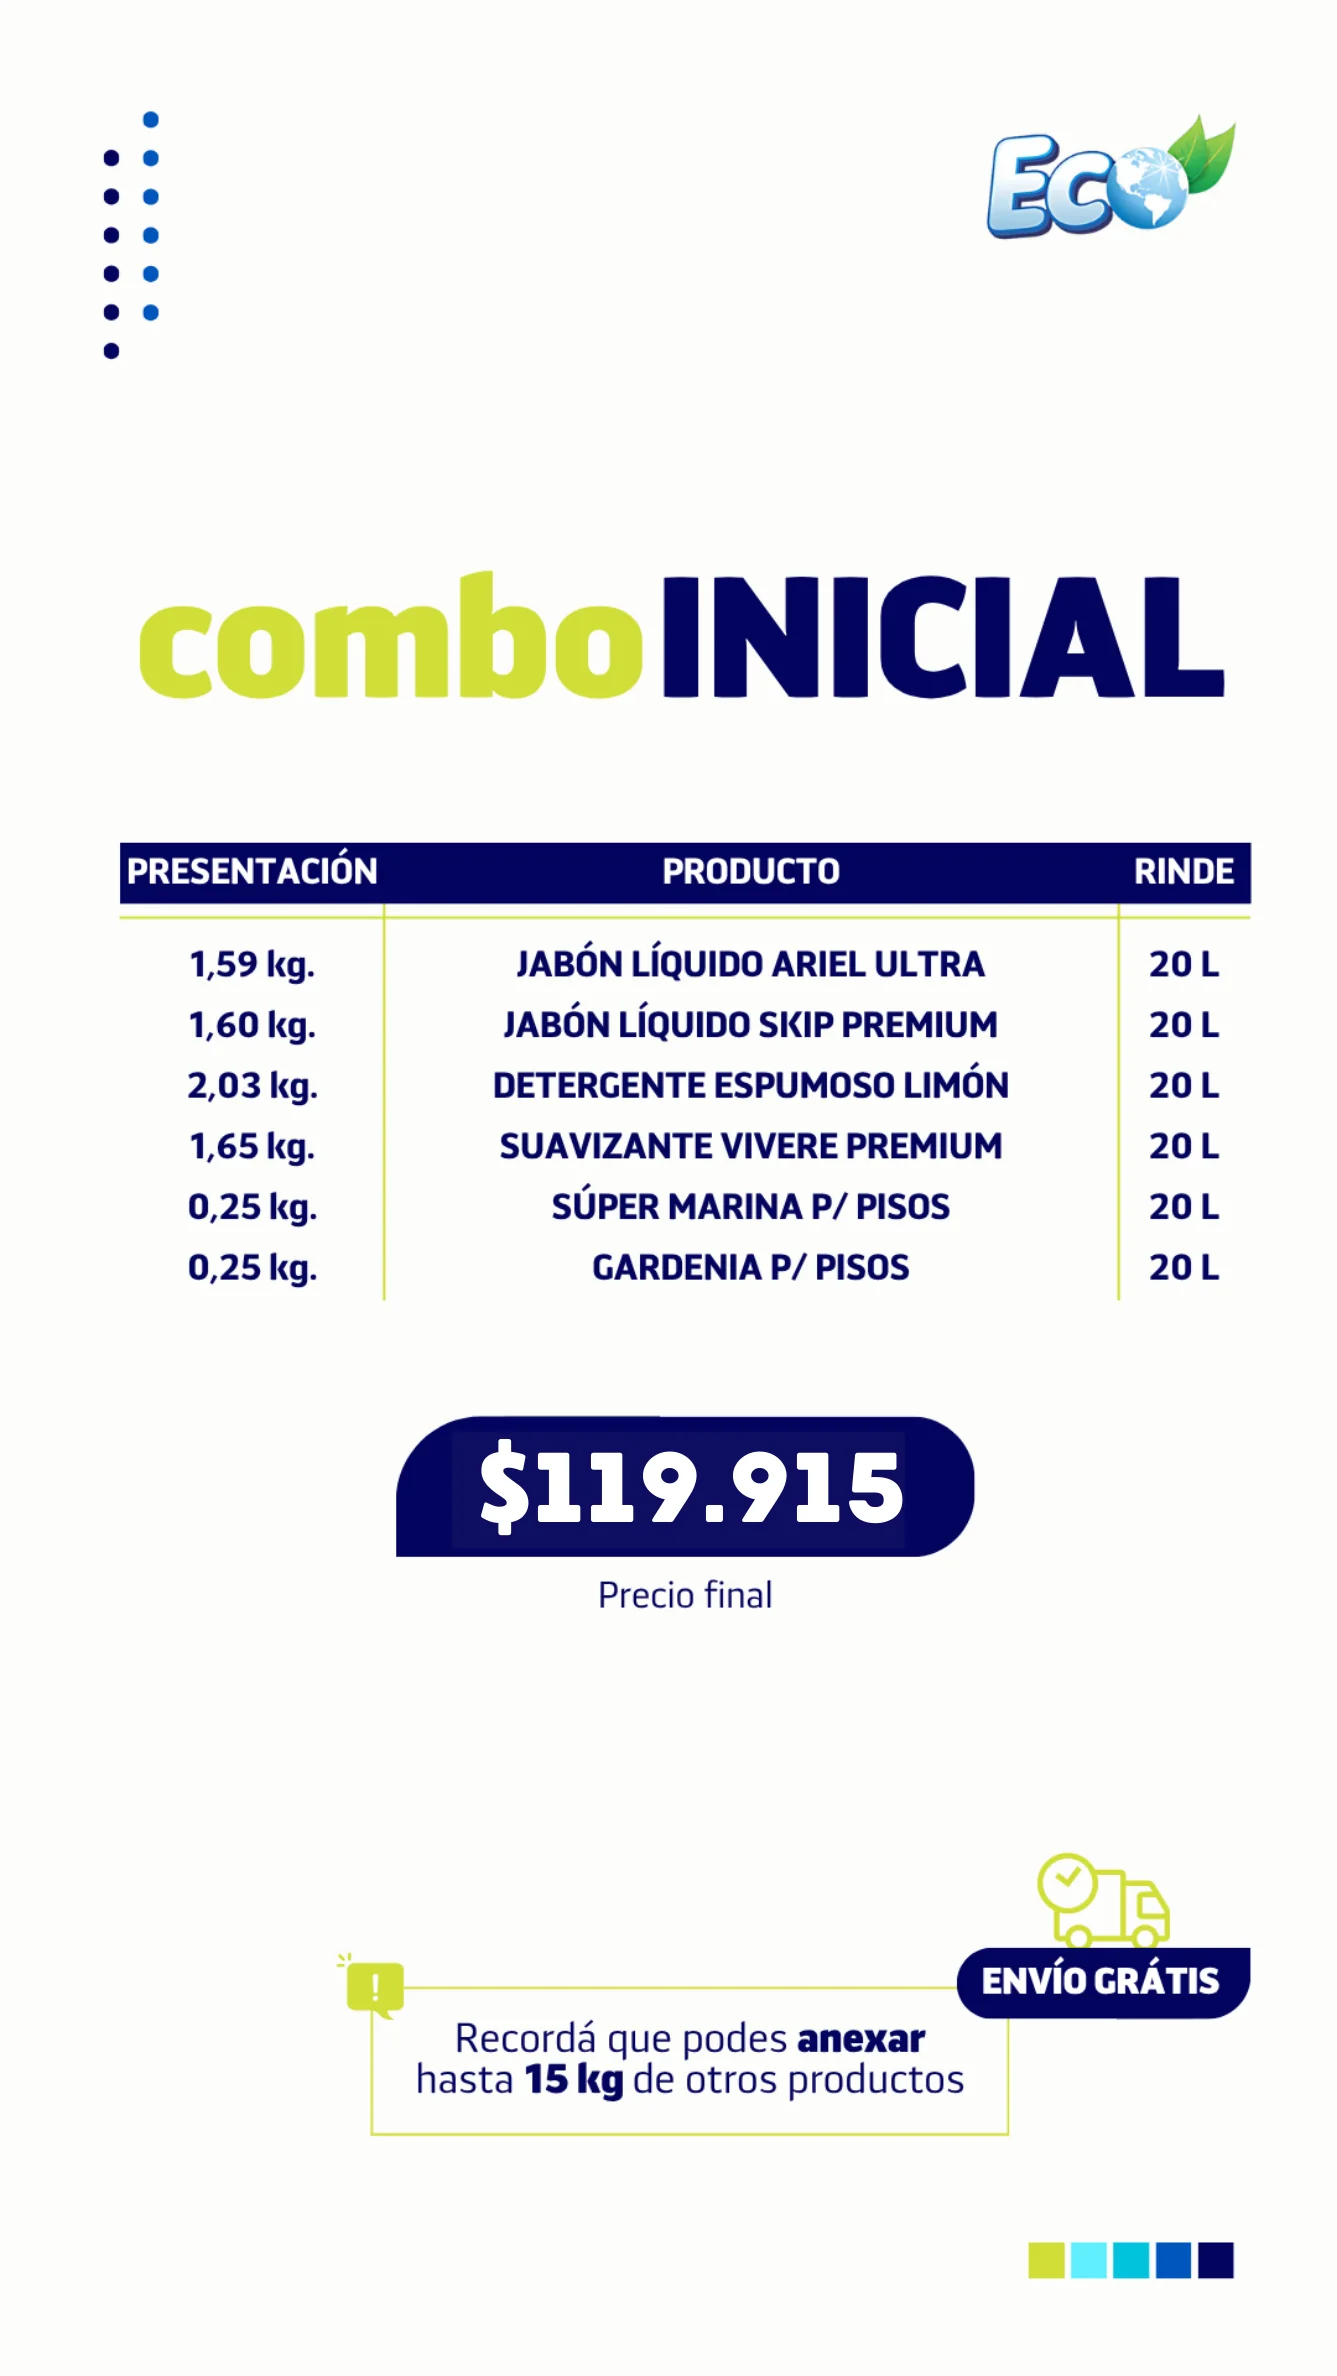 Eco
combo INICIAL
PRESENTACIÓN PRODUCTO RINDE
1,59 kg. JABÓN LÍQUIDO ARIEL ULTRA 20 L
1,60 kg. JABÓN LÍQUIDO SKIP PREMIUM 20 L
2,03 kg. DETERGENTE ESPUMOSO LIMÓN 20 L
1,65 kg. SUAVIZANTE VIVERE PREMIUM 20 L
0,25 kg. SÚPER MARINA P/ PISOS 20 L
0,25 kg. GARDENIA P/ PISOS 20 L
$119.915
Precio final
ENVÍO GRÁTIS
!
Recordá que podes anexar
hasta 15 kg de otros productos